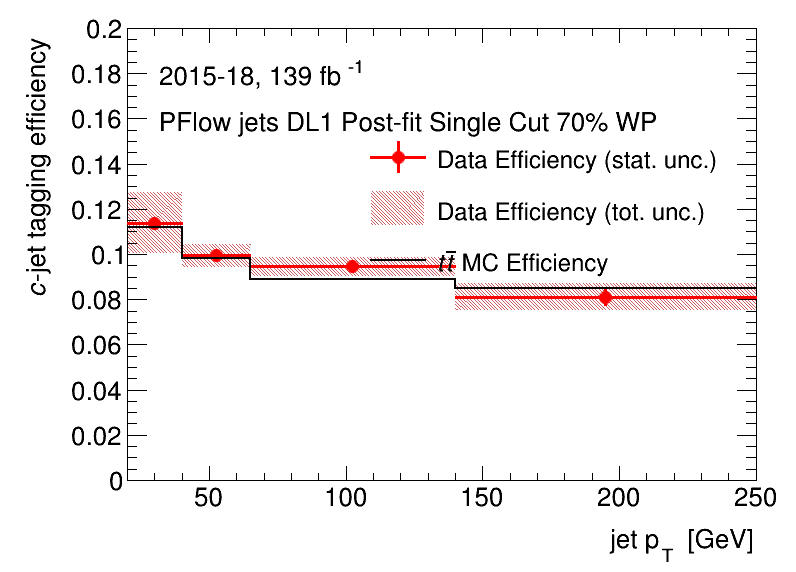 c-jet tagging efficiency
0.2
0.18
0.16
0.14
0.12
0.1
0.08
0.06
0.04
0.02
0
2015-18, 139 fb⁻¹
PFlow jets DL1 Post-fit Single Cut 70% WP
Data Efficiency (stat. unc.)
Data Efficiency (tot. unc.)
tt̄ MC Efficiency
50 100 150 200 250
jet p_T [GeV]